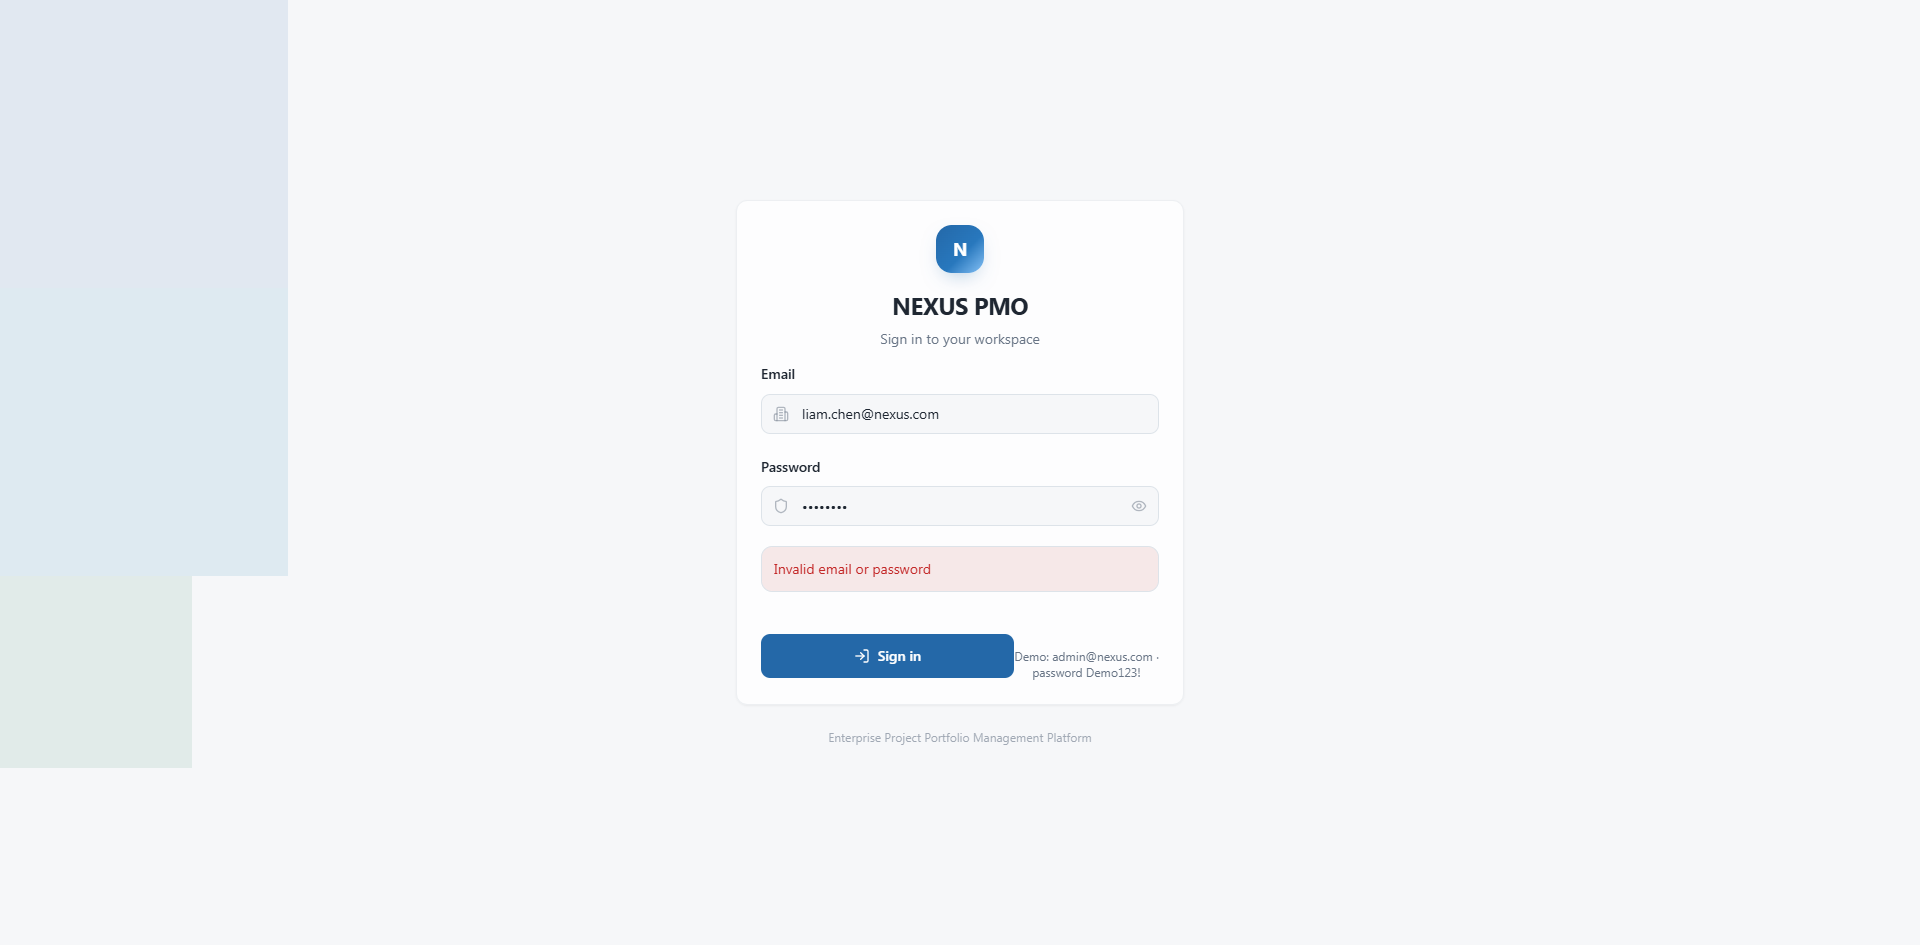 N
NEXUS PMO
Sign in to your workspace
Email
liam.chen@nexus.com
Password
••••••••
Invalid email or password
Sign in
Demo: admin@nexus.com ·
password Demo123!
Enterprise Project Portfolio Management Platform